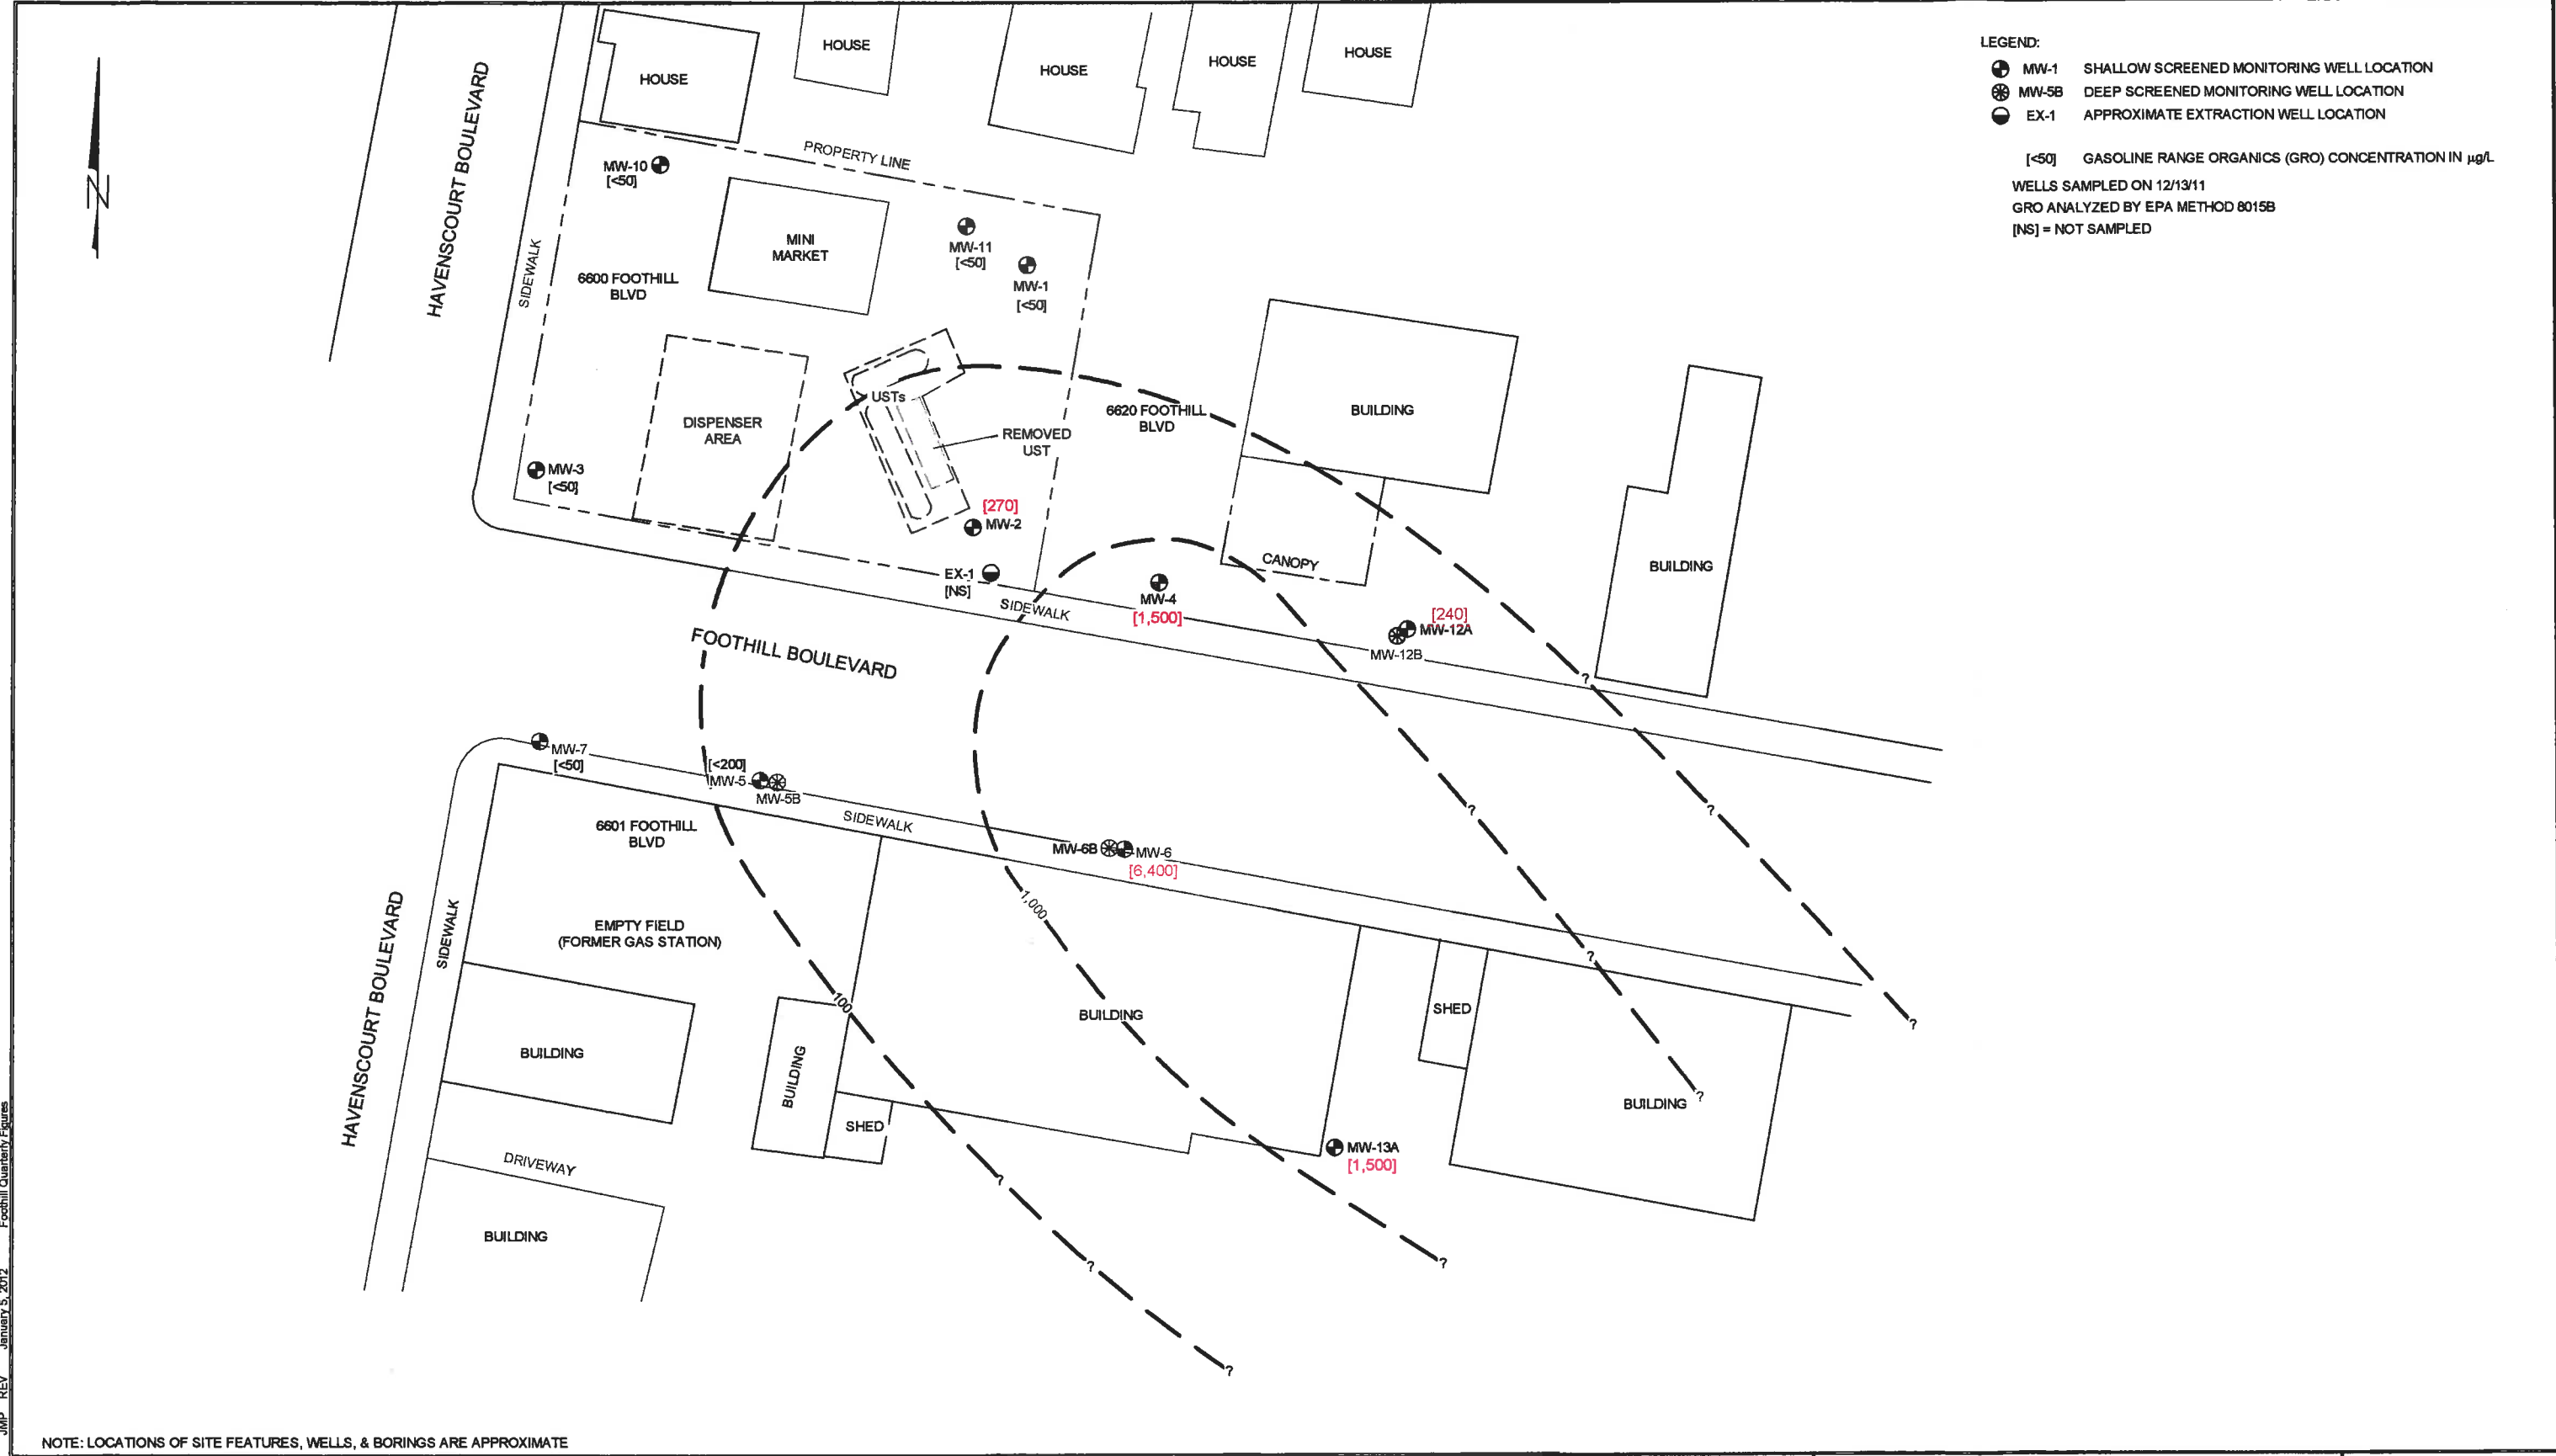 HOUSE
HOUSE
HOUSE
HOUSE
HOUSE
LEGEND:
MW-1 SHALLOW SCREENED MONITORING WELL LOCATION
MW-5B DEEP SCREENED MONITORING WELL LOCATION
EX-1 APPROXIMATE EXTRACTION WELL LOCATION
[<50] GASOLINE RANGE ORGANICS (GRO) CONCENTRATION IN µg/L
WELLS SAMPLED ON 12/13/11
GRO ANALYZED BY EPA METHOD 8015B
[NS] = NOT SAMPLED
N
HAVENSCOURT BOULEVARD
SIDEWALK
PROPERTY LINE
MW-10
[<50]
MINI
MARKET
MW-11
[<50]
MW-1
[<50]
6600 FOOTHILL
BLVD
DISPENSER
AREA
USTs
REMOVED
UST
6620 FOOTHILL
BLVD
BUILDING
MW-3
[<50]
[270]
MW-2
EX-1
[NS]
SIDEWALK
MW-4
[1,500]
CANOPY
BUILDING
[240]
MW-12A
MW-12B
FOOTHILL BOULEVARD
?
?
?
MW-7
[<50]
[<200]
MW-5
MW-5B
SIDEWALK
MW-6B
MW-6
[6,400]
6601 FOOTHILL
BLVD
1,000
EMPTY FIELD
(FORMER GAS STATION)
SIDEWALK
HAVENSCOURT BOULEVARD
100
?
?
BUILDING
SHED
BUILDING
BUILDING
BUILDING
?
SHED
MW-13A
[1,500]
DRIVEWAY
?
BUILDING
?
?
?
NOTE: LOCATIONS OF SITE FEATURES, WELLS, & BORINGS ARE APPROXIMATE
JMP REV January 5, 2012 Foothill Quarterly Figures